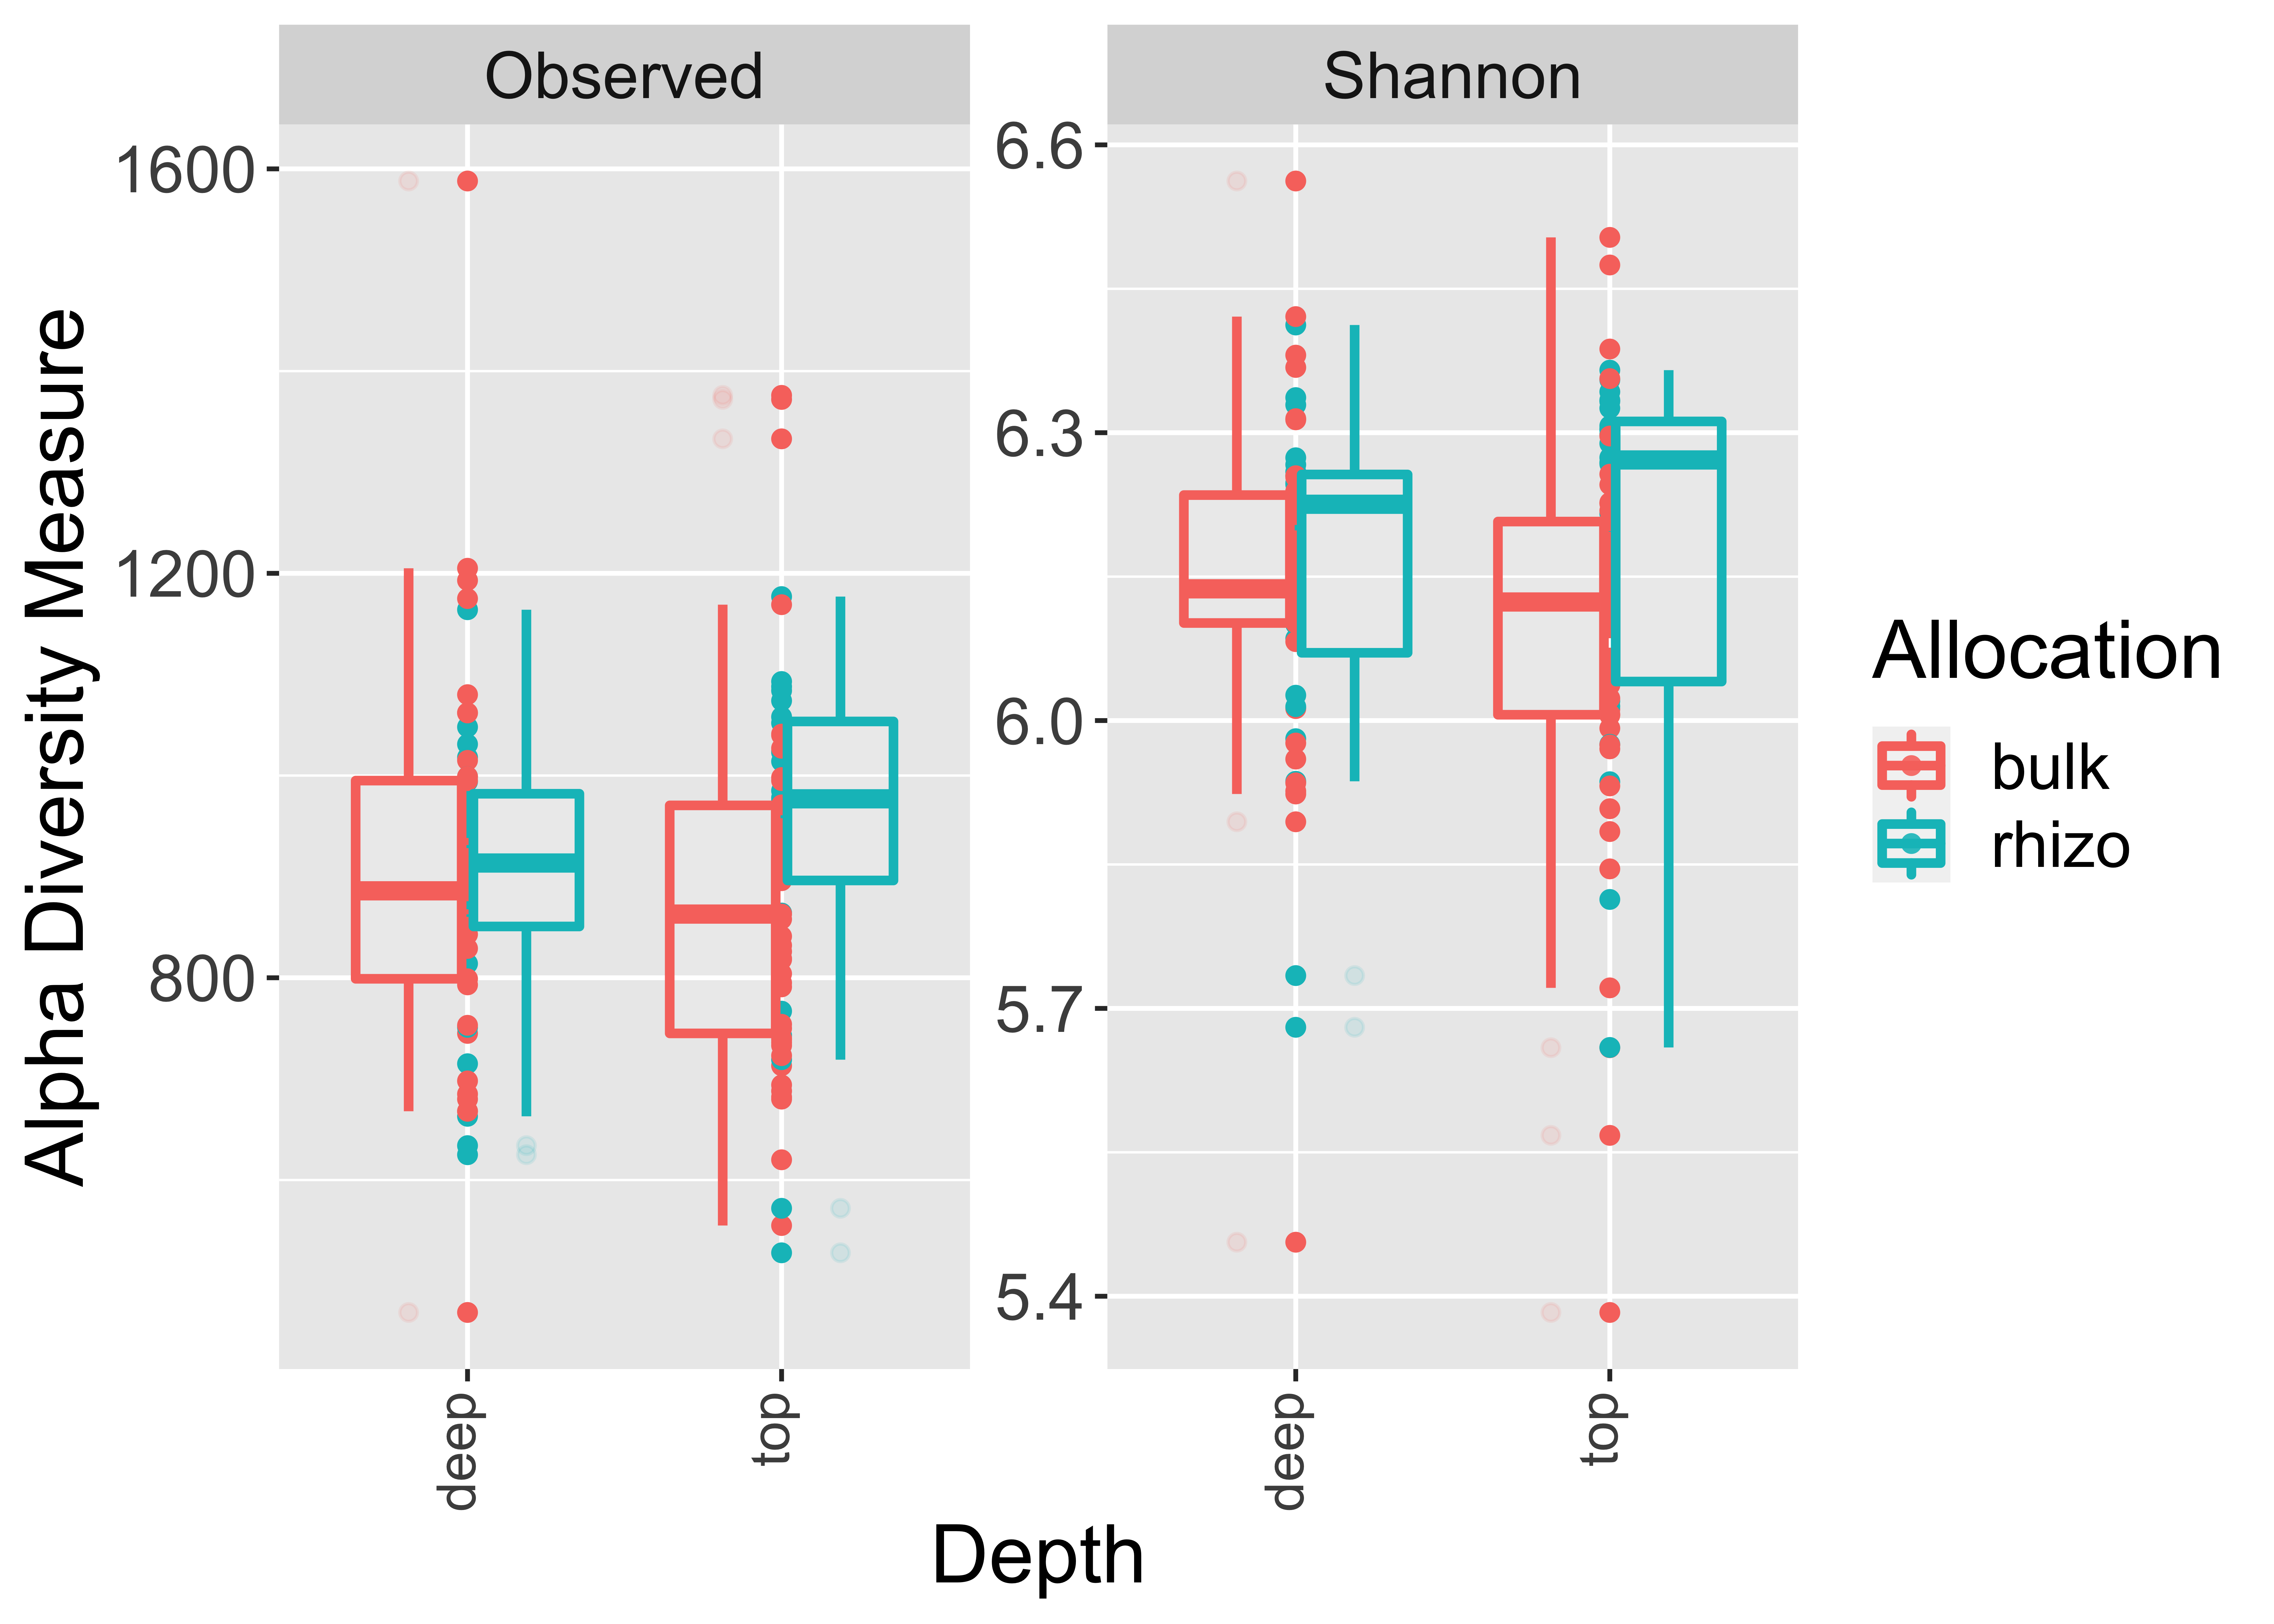 Observed
Shannon
Alpha Diversity Measure
1600
1200
800
6.6
6.3
6.0
5.7
5.4
deep
top
deep
top
Depth
Allocation
bulk
rhizo